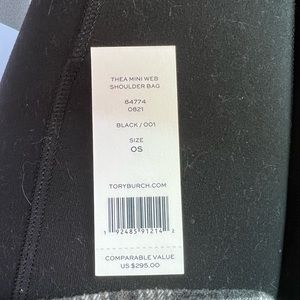 THEA MINI WEB
SHOULDER BAG
64774
0821
BLACK / 001
SIZE
OS
TORYBURCH.COM
1 92485 91214 2
COMPARABLE VALUE
US $295.00